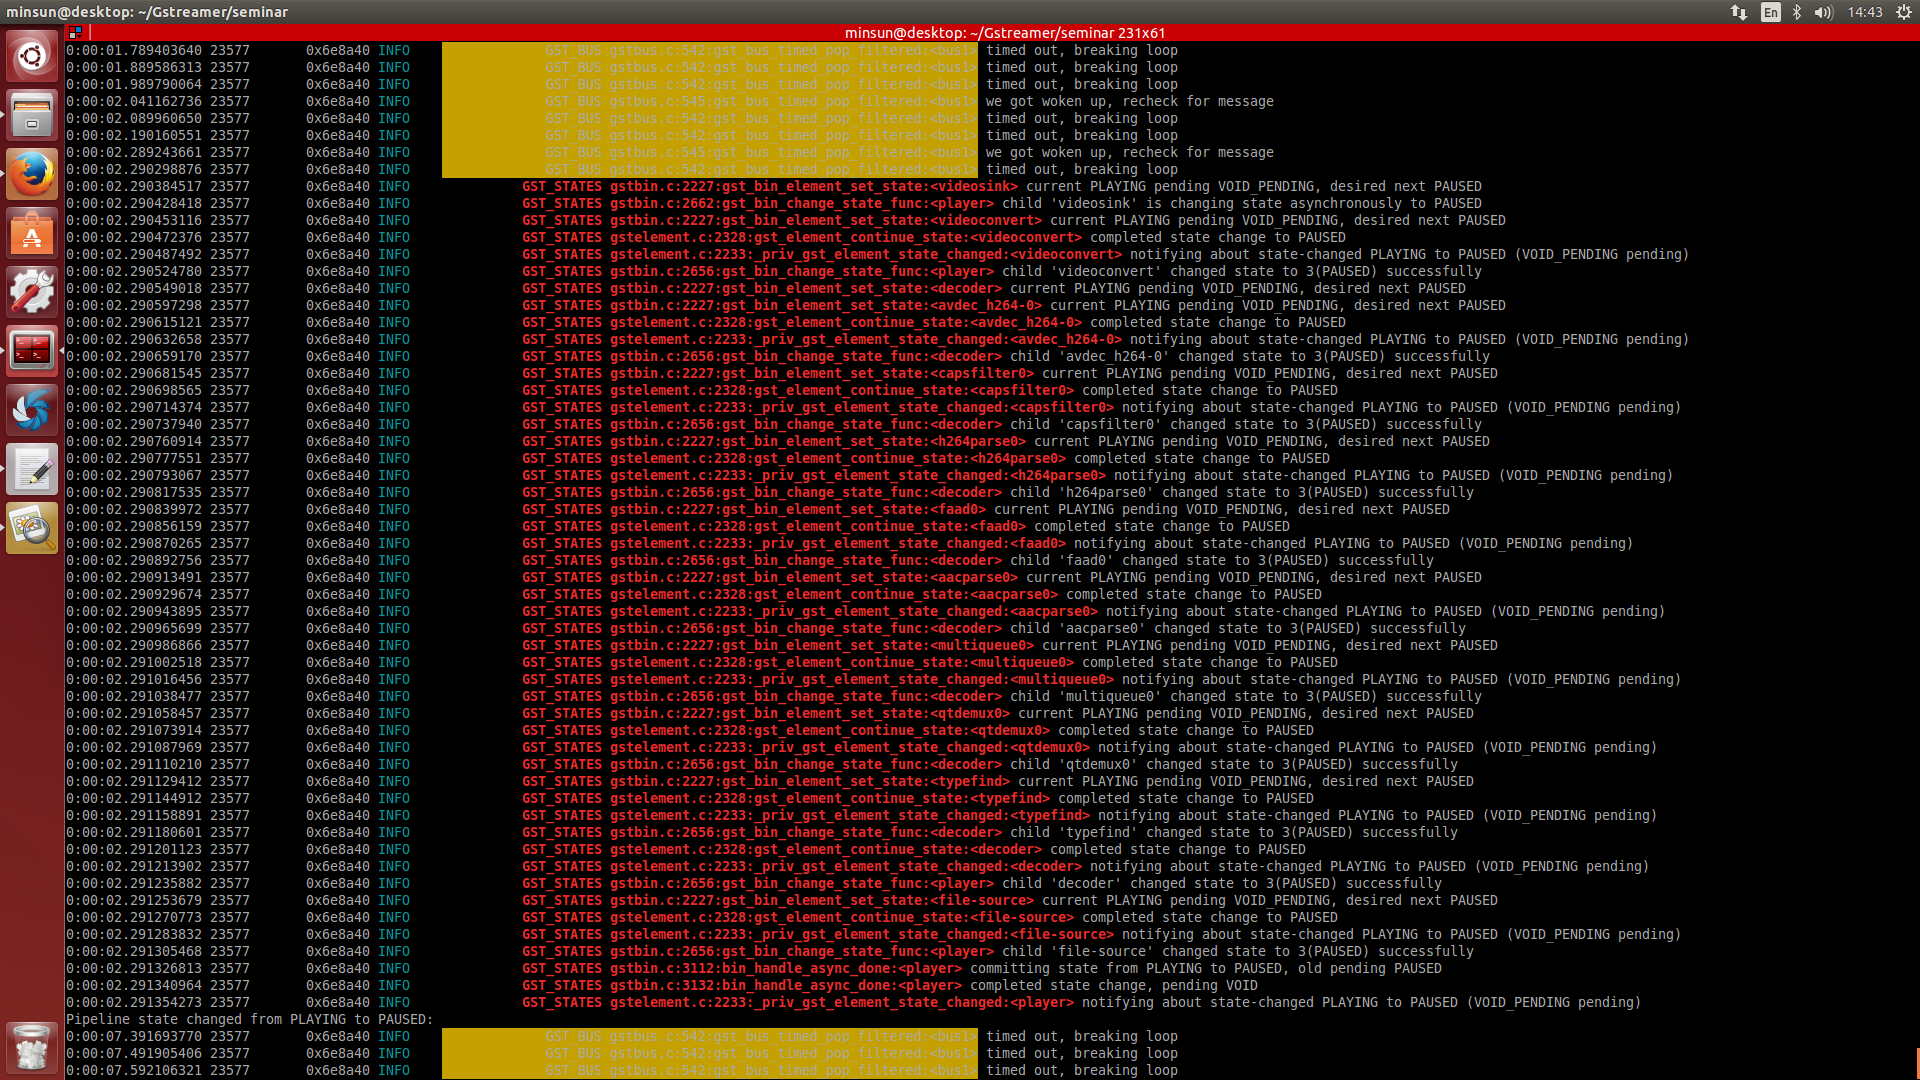 minsun@desktop: ~/Gstreamer/seminar
En
14:43
minsun@desktop: ~/Gstreamer/seminar 231x61
0:00:01.789403640 23577 0x6e8a40 INFO GST_BUS gstbus.c:542:gst_bus_timed_pop_filtered:<bus1> timed out, breaking loop
0:00:01.889586313 23577 0x6e8a40 INFO GST_BUS gstbus.c:542:gst_bus_timed_pop_filtered:<bus1> timed out, breaking loop
0:00:01.989790064 23577 0x6e8a40 INFO GST_BUS gstbus.c:542:gst_bus_timed_pop_filtered:<bus1> timed out, breaking loop
0:00:02.041162736 23577 0x6e8a40 INFO GST_BUS gstbus.c:545:gst_bus_timed_pop_filtered:<bus1> we got woken up, recheck for message
0:00:02.089960650 23577 0x6e8a40 INFO GST_BUS gstbus.c:542:gst_bus_timed_pop_filtered:<bus1> timed out, breaking loop
0:00:02.190160551 23577 0x6e8a40 INFO GST_BUS gstbus.c:542:gst_bus_timed_pop_filtered:<bus1> timed out, breaking loop
0:00:02.289243661 23577 0x6e8a40 INFO GST_BUS gstbus.c:545:gst_bus_timed_pop_filtered:<bus1> we got woken up, recheck for message
0:00:02.290298876 23577 0x6e8a40 INFO GST_BUS gstbus.c:542:gst_bus_timed_pop_filtered:<bus1> timed out, breaking loop
0:00:02.290384517 23577 0x6e8a40 INFO GST_STATES gstbin.c:2227:gst_bin_element_set_state:<videosink> current PLAYING pending VOID_PENDING, desired next PAUSED
0:00:02.290428418 23577 0x6e8a40 INFO GST_STATES gstbin.c:2662:gst_bin_change_state_func:<player> child 'videosink' is changing state asynchronously to PAUSED
0:00:02.290453116 23577 0x6e8a40 INFO GST_STATES gstbin.c:2227:gst_bin_element_set_state:<videoconvert> current PLAYING pending VOID_PENDING, desired next PAUSED
0:00:02.290472376 23577 0x6e8a40 INFO GST_STATES gstelement.c:2328:gst_element_continue_state:<videoconvert> completed state change to PAUSED
0:00:02.290487492 23577 0x6e8a40 INFO GST_STATES gstelement.c:2233:_priv_gst_element_state_changed:<videoconvert> notifying about state-changed PLAYING to PAUSED (VOID_PENDING pending)
0:00:02.290524780 23577 0x6e8a40 INFO GST_STATES gstbin.c:2656:gst_bin_change_state_func:<player> child 'videoconvert' changed state to 3(PAUSED) successfully
0:00:02.290549018 23577 0x6e8a40 INFO GST_STATES gstbin.c:2227:gst_bin_element_set_state:<decoder> current PLAYING pending VOID_PENDING, desired next PAUSED
0:00:02.290597298 23577 0x6e8a40 INFO GST_STATES gstbin.c:2227:gst_bin_element_set_state:<avdec_h264-0> current PLAYING pending VOID_PENDING, desired next PAUSED
0:00:02.290615121 23577 0x6e8a40 INFO GST_STATES gstelement.c:2328:gst_element_continue_state:<avdec_h264-0> completed state change to PAUSED
0:00:02.290632658 23577 0x6e8a40 INFO GST_STATES gstelement.c:2233:_priv_gst_element_state_changed:<avdec_h264-0> notifying about state-changed PLAYING to PAUSED (VOID_PENDING pending)
0:00:02.290659170 23577 0x6e8a40 INFO GST_STATES gstbin.c:2656:gst_bin_change_state_func:<decoder> child 'avdec_h264-0' changed state to 3(PAUSED) successfully
0:00:02.290681545 23577 0x6e8a40 INFO GST_STATES gstbin.c:2227:gst_bin_element_set_state:<capsfilter0> current PLAYING pending VOID_PENDING, desired next PAUSED
0:00:02.290698565 23577 0x6e8a40 INFO GST_STATES gstelement.c:2328:gst_element_continue_state:<capsfilter0> completed state change to PAUSED
0:00:02.290714374 23577 0x6e8a40 INFO GST_STATES gstelement.c:2233:_priv_gst_element_state_changed:<capsfilter0> notifying about state-changed PLAYING to PAUSED (VOID_PENDING pending)
0:00:02.290737940 23577 0x6e8a40 INFO GST_STATES gstbin.c:2656:gst_bin_change_state_func:<decoder> child 'capsfilter0' changed state to 3(PAUSED) successfully
0:00:02.290760914 23577 0x6e8a40 INFO GST_STATES gstbin.c:2227:gst_bin_element_set_state:<h264parse0> current PLAYING pending VOID_PENDING, desired next PAUSED
0:00:02.290777551 23577 0x6e8a40 INFO GST_STATES gstelement.c:2328:gst_element_continue_state:<h264parse0> completed state change to PAUSED
0:00:02.290793067 23577 0x6e8a40 INFO GST_STATES gstelement.c:2233:_priv_gst_element_state_changed:<h264parse0> notifying about state-changed PLAYING to PAUSED (VOID_PENDING pending)
0:00:02.290817535 23577 0x6e8a40 INFO GST_STATES gstbin.c:2656:gst_bin_change_state_func:<decoder> child 'h264parse0' changed state to 3(PAUSED) successfully
0:00:02.290839972 23577 0x6e8a40 INFO GST_STATES gstbin.c:2227:gst_bin_element_set_state:<faad0> current PLAYING pending VOID_PENDING, desired next PAUSED
0:00:02.290856159 23577 0x6e8a40 INFO GST_STATES gstelement.c:2328:gst_element_continue_state:<faad0> completed state change to PAUSED
0:00:02.290870265 23577 0x6e8a40 INFO GST_STATES gstelement.c:2233:_priv_gst_element_state_changed:<faad0> notifying about state-changed PLAYING to PAUSED (VOID_PENDING pending)
0:00:02.290892756 23577 0x6e8a40 INFO GST_STATES gstbin.c:2656:gst_bin_change_state_func:<decoder> child 'faad0' changed state to 3(PAUSED) successfully
0:00:02.290913491 23577 0x6e8a40 INFO GST_STATES gstbin.c:2227:gst_bin_element_set_state:<aacparse0> current PLAYING pending VOID_PENDING, desired next PAUSED
0:00:02.290929674 23577 0x6e8a40 INFO GST_STATES gstelement.c:2328:gst_element_continue_state:<aacparse0> completed state change to PAUSED
0:00:02.290943895 23577 0x6e8a40 INFO GST_STATES gstelement.c:2233:_priv_gst_element_state_changed:<aacparse0> notifying about state-changed PLAYING to PAUSED (VOID_PENDING pending)
0:00:02.290965699 23577 0x6e8a40 INFO GST_STATES gstbin.c:2656:gst_bin_change_state_func:<decoder> child 'aacparse0' changed state to 3(PAUSED) successfully
0:00:02.290986866 23577 0x6e8a40 INFO GST_STATES gstbin.c:2227:gst_bin_element_set_state:<multiqueue0> current PLAYING pending VOID_PENDING, desired next PAUSED
0:00:02.291002518 23577 0x6e8a40 INFO GST_STATES gstelement.c:2328:gst_element_continue_state:<multiqueue0> completed state change to PAUSED
0:00:02.291016456 23577 0x6e8a40 INFO GST_STATES gstelement.c:2233:_priv_gst_element_state_changed:<multiqueue0> notifying about state-changed PLAYING to PAUSED (VOID_PENDING pending)
0:00:02.291038477 23577 0x6e8a40 INFO GST_STATES gstbin.c:2656:gst_bin_change_state_func:<decoder> child 'multiqueue0' changed state to 3(PAUSED) successfully
0:00:02.291058457 23577 0x6e8a40 INFO GST_STATES gstbin.c:2227:gst_bin_element_set_state:<qtdemux0> current PLAYING pending VOID_PENDING, desired next PAUSED
0:00:02.291073914 23577 0x6e8a40 INFO GST_STATES gstelement.c:2328:gst_element_continue_state:<qtdemux0> completed state change to PAUSED
0:00:02.291087969 23577 0x6e8a40 INFO GST_STATES gstelement.c:2233:_priv_gst_element_state_changed:<qtdemux0> notifying about state-changed PLAYING to PAUSED (VOID_PENDING pending)
0:00:02.291110210 23577 0x6e8a40 INFO GST_STATES gstbin.c:2656:gst_bin_change_state_func:<decoder> child 'qtdemux0' changed state to 3(PAUSED) successfully
0:00:02.291129412 23577 0x6e8a40 INFO GST_STATES gstbin.c:2227:gst_bin_element_set_state:<typefind> current PLAYING pending VOID_PENDING, desired next PAUSED
0:00:02.291144912 23577 0x6e8a40 INFO GST_STATES gstelement.c:2328:gst_element_continue_state:<typefind> completed state change to PAUSED
0:00:02.291158891 23577 0x6e8a40 INFO GST_STATES gstelement.c:2233:_priv_gst_element_state_changed:<typefind> notifying about state-changed PLAYING to PAUSED (VOID_PENDING pending)
0:00:02.291180601 23577 0x6e8a40 INFO GST_STATES gstbin.c:2656:gst_bin_change_state_func:<decoder> child 'typefind' changed state to 3(PAUSED) successfully
0:00:02.291201123 23577 0x6e8a40 INFO GST_STATES gstelement.c:2328:gst_element_continue_state:<decoder> completed state change to PAUSED
0:00:02.291213902 23577 0x6e8a40 INFO GST_STATES gstelement.c:2233:_priv_gst_element_state_changed:<decoder> notifying about state-changed PLAYING to PAUSED (VOID_PENDING pending)
0:00:02.291235882 23577 0x6e8a40 INFO GST_STATES gstbin.c:2656:gst_bin_change_state_func:<player> child 'decoder' changed state to 3(PAUSED) successfully
0:00:02.291253679 23577 0x6e8a40 INFO GST_STATES gstbin.c:2227:gst_bin_element_set_state:<file-source> current PLAYING pending VOID_PENDING, desired next PAUSED
0:00:02.291270773 23577 0x6e8a40 INFO GST_STATES gstelement.c:2328:gst_element_continue_state:<file-source> completed state change to PAUSED
0:00:02.291283832 23577 0x6e8a40 INFO GST_STATES gstelement.c:2233:_priv_gst_element_state_changed:<file-source> notifying about state-changed PLAYING to PAUSED (VOID_PENDING pending)
0:00:02.291305468 23577 0x6e8a40 INFO GST_STATES gstbin.c:2656:gst_bin_change_state_func:<player> child 'file-source' changed state to 3(PAUSED) successfully
0:00:02.291326813 23577 0x6e8a40 INFO GST_STATES gstbin.c:3112:bin_handle_async_done:<player> committing state from PLAYING to PAUSED, old pending PAUSED
0:00:02.291340964 23577 0x6e8a40 INFO GST_STATES gstbin.c:3132:bin_handle_async_done:<player> completed state change, pending VOID
0:00:02.291354273 23577 0x6e8a40 INFO GST_STATES gstelement.c:2233:_priv_gst_element_state_changed:<player> notifying about state-changed PLAYING to PAUSED (VOID_PENDING pending)
Pipeline state changed from PLAYING to PAUSED:
0:00:07.391693770 23577 0x6e8a40 INFO GST_BUS gstbus.c:542:gst_bus_timed_pop_filtered:<bus1> timed out, breaking loop
0:00:07.491905406 23577 0x6e8a40 INFO GST_BUS gstbus.c:542:gst_bus_timed_pop_filtered:<bus1> timed out, breaking loop
0:00:07.592106321 23577 0x6e8a40 INFO GST_BUS gstbus.c:542:gst_bus_timed_pop_filtered:<bus1> timed out, breaking loop